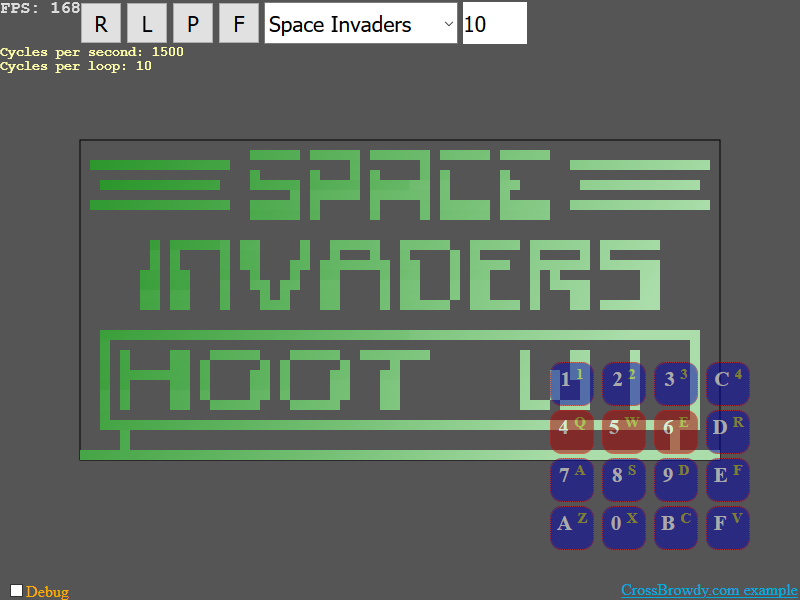 FPS: 168
R L P F Space Invaders 10
Cycles per second: 1500
Cycles per loop: 10
SPACE
INVADERS
HOOT
1 1 2 2 3 3 C 4
4 Q 5 W 6 E D R
7 A 8 S 9 D E F
A Z 0 X B C F V
Debug
CrossBrowdy.com example